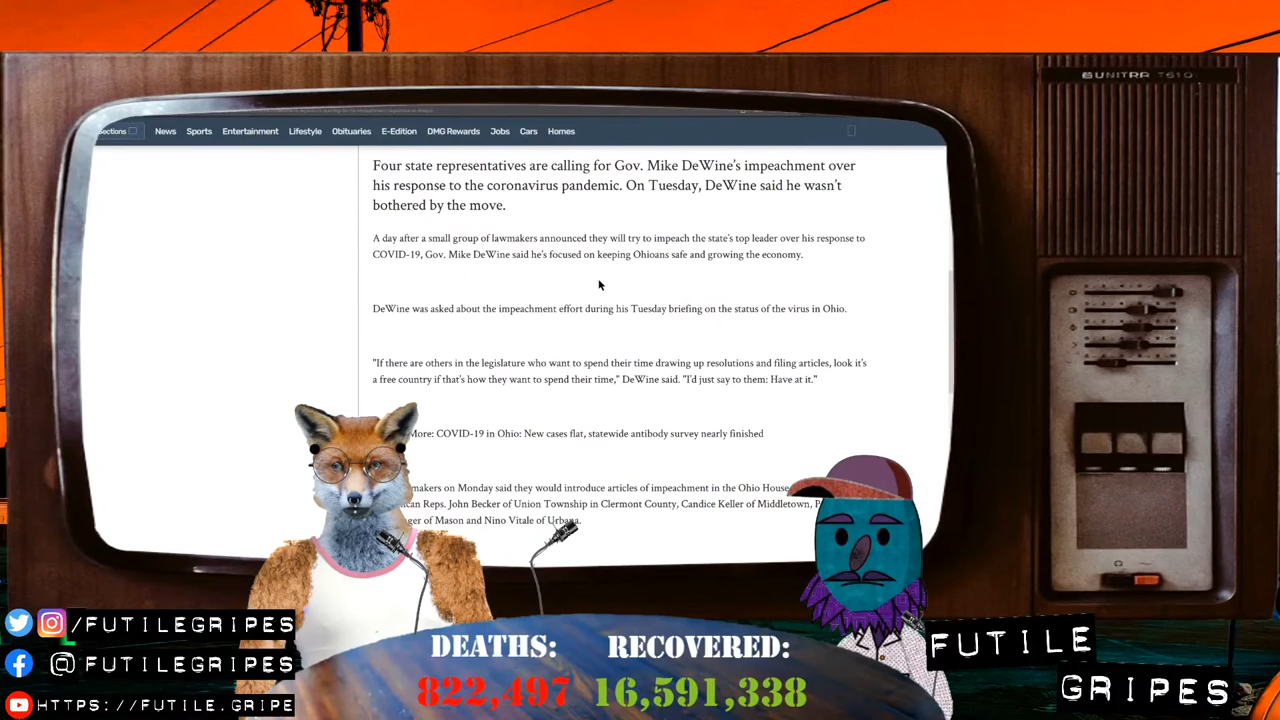 UNITRA T510
Sections
News Sports Entertainment Lifestyle Obituaries E-Edition DMG Rewards Jobs Cars Homes
Four state representatives are calling for Gov. Mike DeWine's impeachment over
his response to the coronavirus pandemic. On Tuesday, DeWine said he wasn't
bothered by the move.
A day after a small group of lawmakers announced they will try to impeach the state's top leader over his response to
COVID-19, Gov. Mike DeWine said he's focused on keeping Ohioans safe and growing the economy.
DeWine was asked about the impeachment effort during his Tuesday briefing on the status of the virus in Ohio.
"If there are others in the legislature who want to spend their time drawing up resolutions and filing articles, look it's
a free country if that's how they want to spend their time," DeWine said. "I'd just say to them: Have at it."
More: COVID-19 in Ohio: New cases flat, statewide antibody survey nearly finished
makers on Monday said they would introduce articles of impeachment in the Ohio House
can Reps. John Becker of Union Township in Clermont County, Candice Keller of Middletown, P
ger of Mason and Nino Vitale of Urbana.
/FUTILEGRIPES
@FUTILEGRIPES
HTTPS://FUTILE.GRIPE
DEATHS: RECOVERED:
822,497 16,591,338
FUTILE
GRIPES